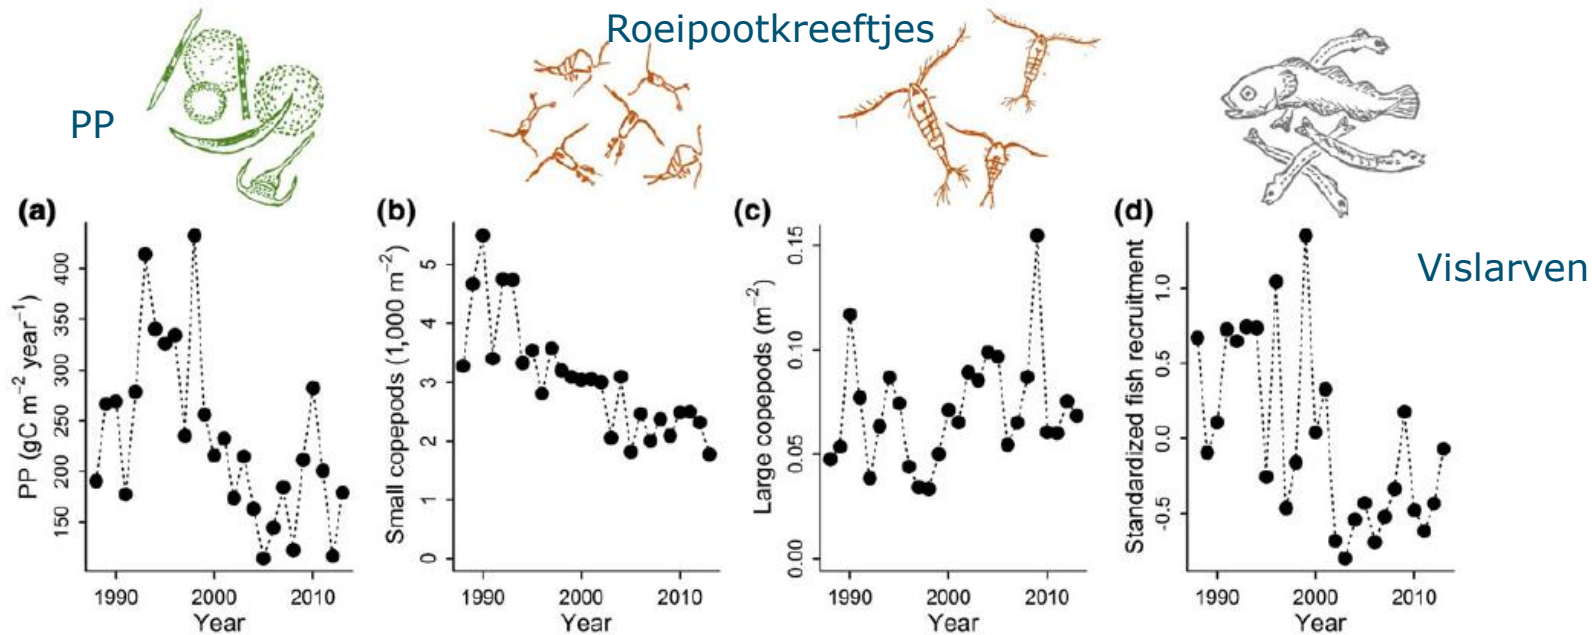 Roeipootkreeftjes
PP
Vislarven
(a)
PP (gC m⁻² year⁻¹)
400
350
300
250
200
150
1990 2000 2010
Year
(b)
Small copepods (1,000 m⁻²)
5
4
3
2
1
0
1990 2000 2010
Year
(c)
Large copepods (m⁻²)
0.15
0.10
0.05
0.00
1990 2000 2010
Year
(d)
Standardized fish recruitment
1.0
0.5
0.0
-0.5
1990 2000 2010
Year